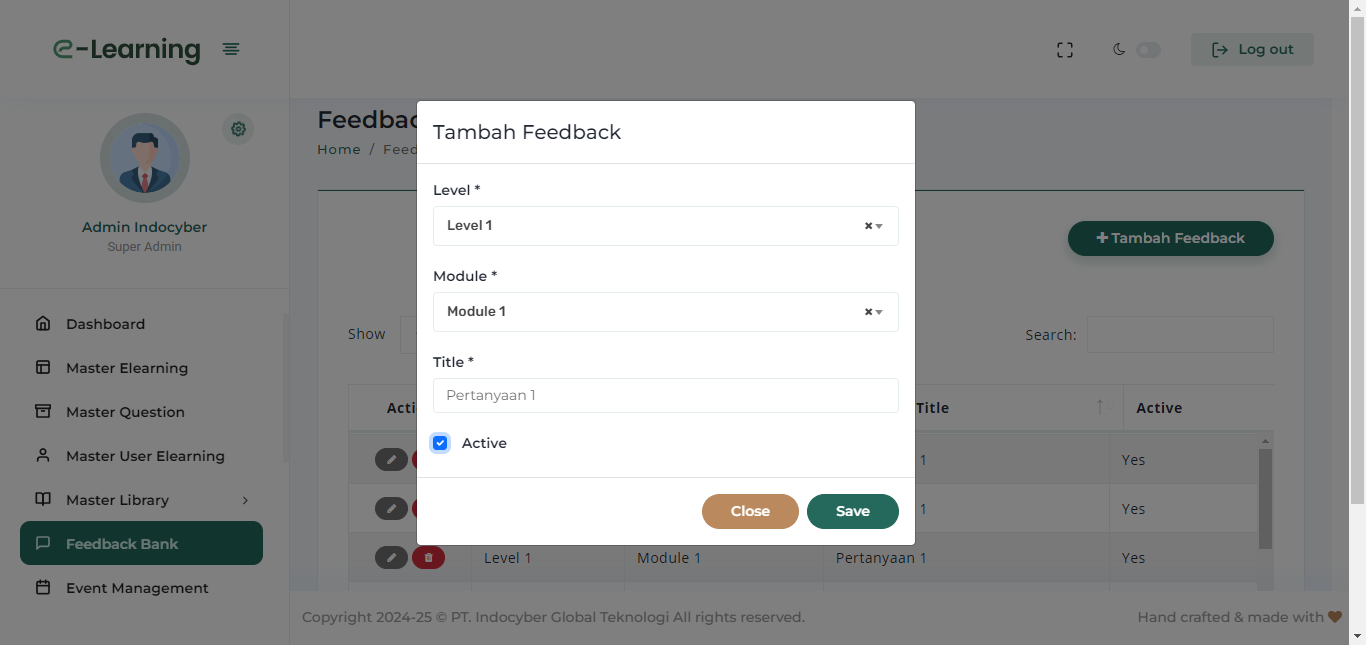 e-Learning
Log out
Admin Indocyber
Super Admin
Dashboard
Master Elearning
Master Question
Master User Elearning
Master Library
Feedback Bank
Event Management
Home /
Tambah Feedback
Show
Search:
Title
Active
1
Yes
1
Yes
Level 1
Module 1
Pertanyaan 1
Yes
Tambah Feedback
Level *
Level 1
Module *
Module 1
Title *
Pertanyaan 1
Active
Close
Save
Copyright 2024-25 © PT. Indocyber Global Teknologi All rights reserved.
Hand crafted & made with